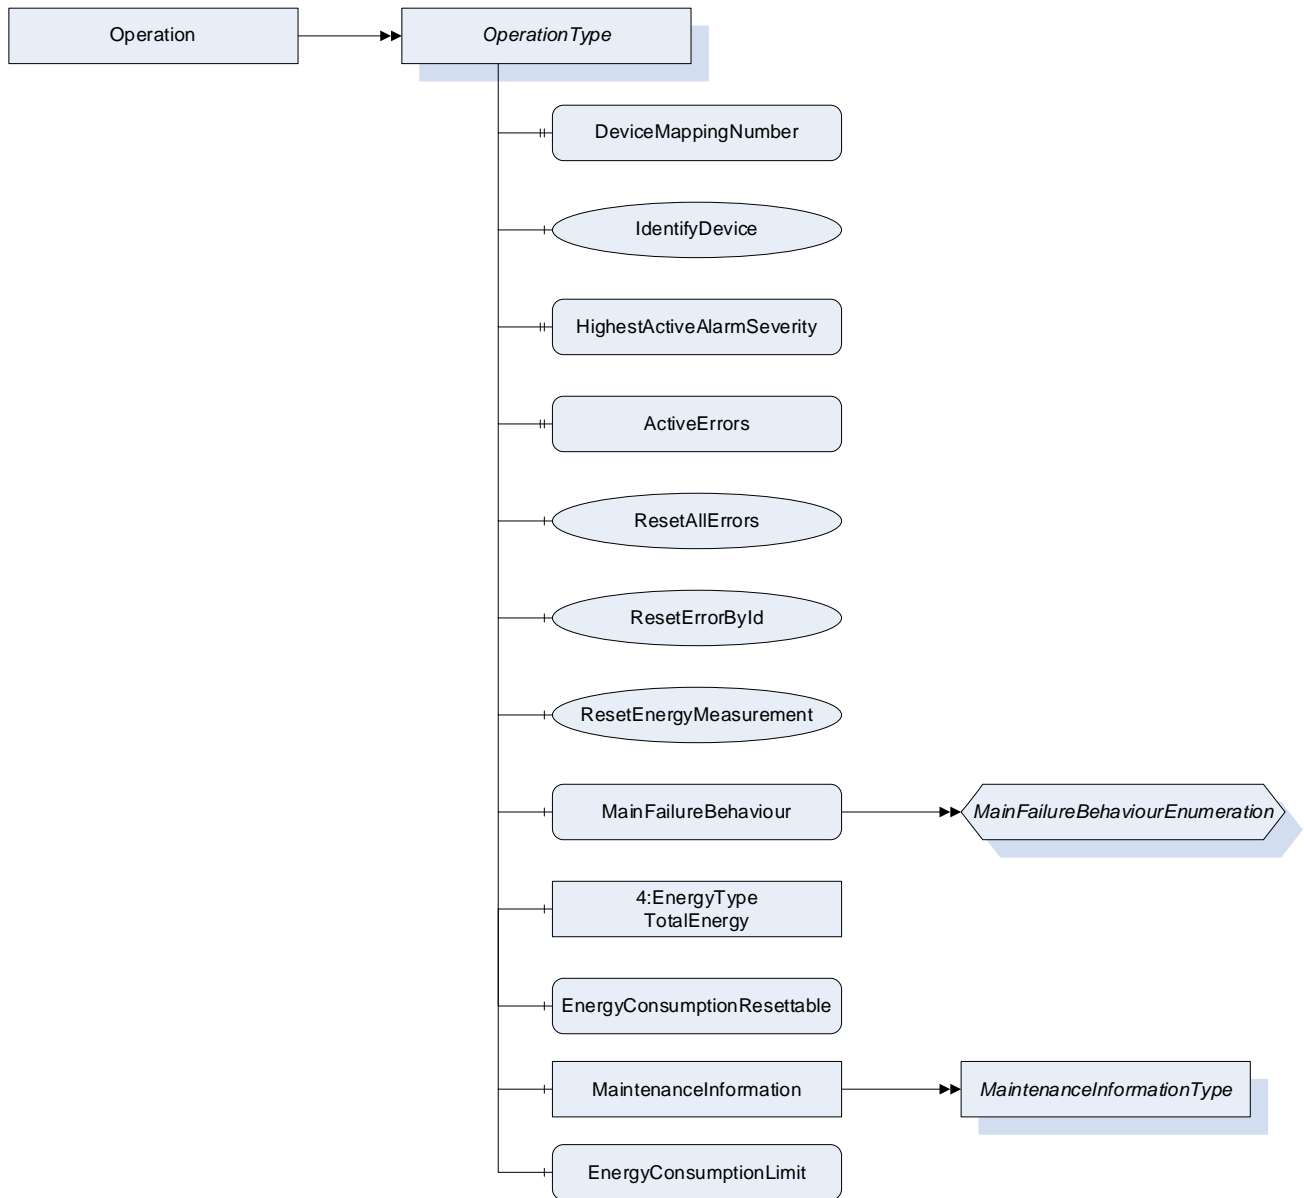 Operation
OperationType
DeviceMappingNumber
IdentifyDevice
HighestActiveAlarmSeverity
ActiveErrors
ResetAllErrors
ResetErrorById
ResetEnergyMeasurement
MainFailureBehaviour
MainFailureBehaviourEnumeration
4:EnergyType
TotalEnergy
EnergyConsumptionResettable
MaintenanceInformation
MaintenanceInformationType
EnergyConsumptionLimit